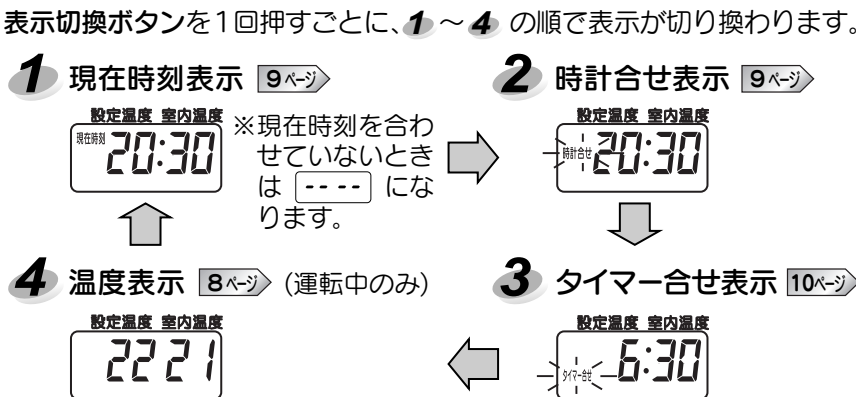 表示切換ボタンを1回押すごとに、1～4 の順で表示が切り換わります。
1 現在時刻表示 9ページ
設定温度 室内温度
現在時刻 20:30
※現在時刻を合わ
せていないとき
は ---- にな
ります。
2 時計合せ表示 9ページ
設定温度 室内温度
時計合せ 20:30
4 温度表示 8ページ (運転中のみ)
設定温度 室内温度
22 21
3 タイマー合せ表示 10ページ
設定温度 室内温度
タイマー合せ 6:30